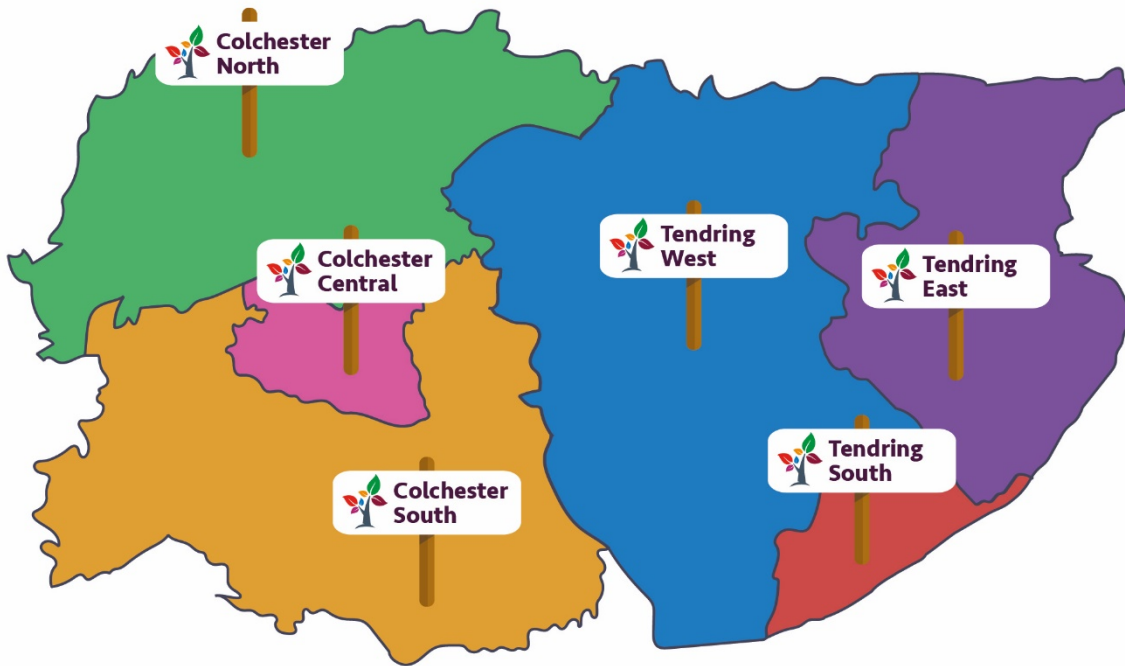 Colchester
North
Colchester
Central
Tendring
West
Tendring
East
Tendring
South
Colchester
South